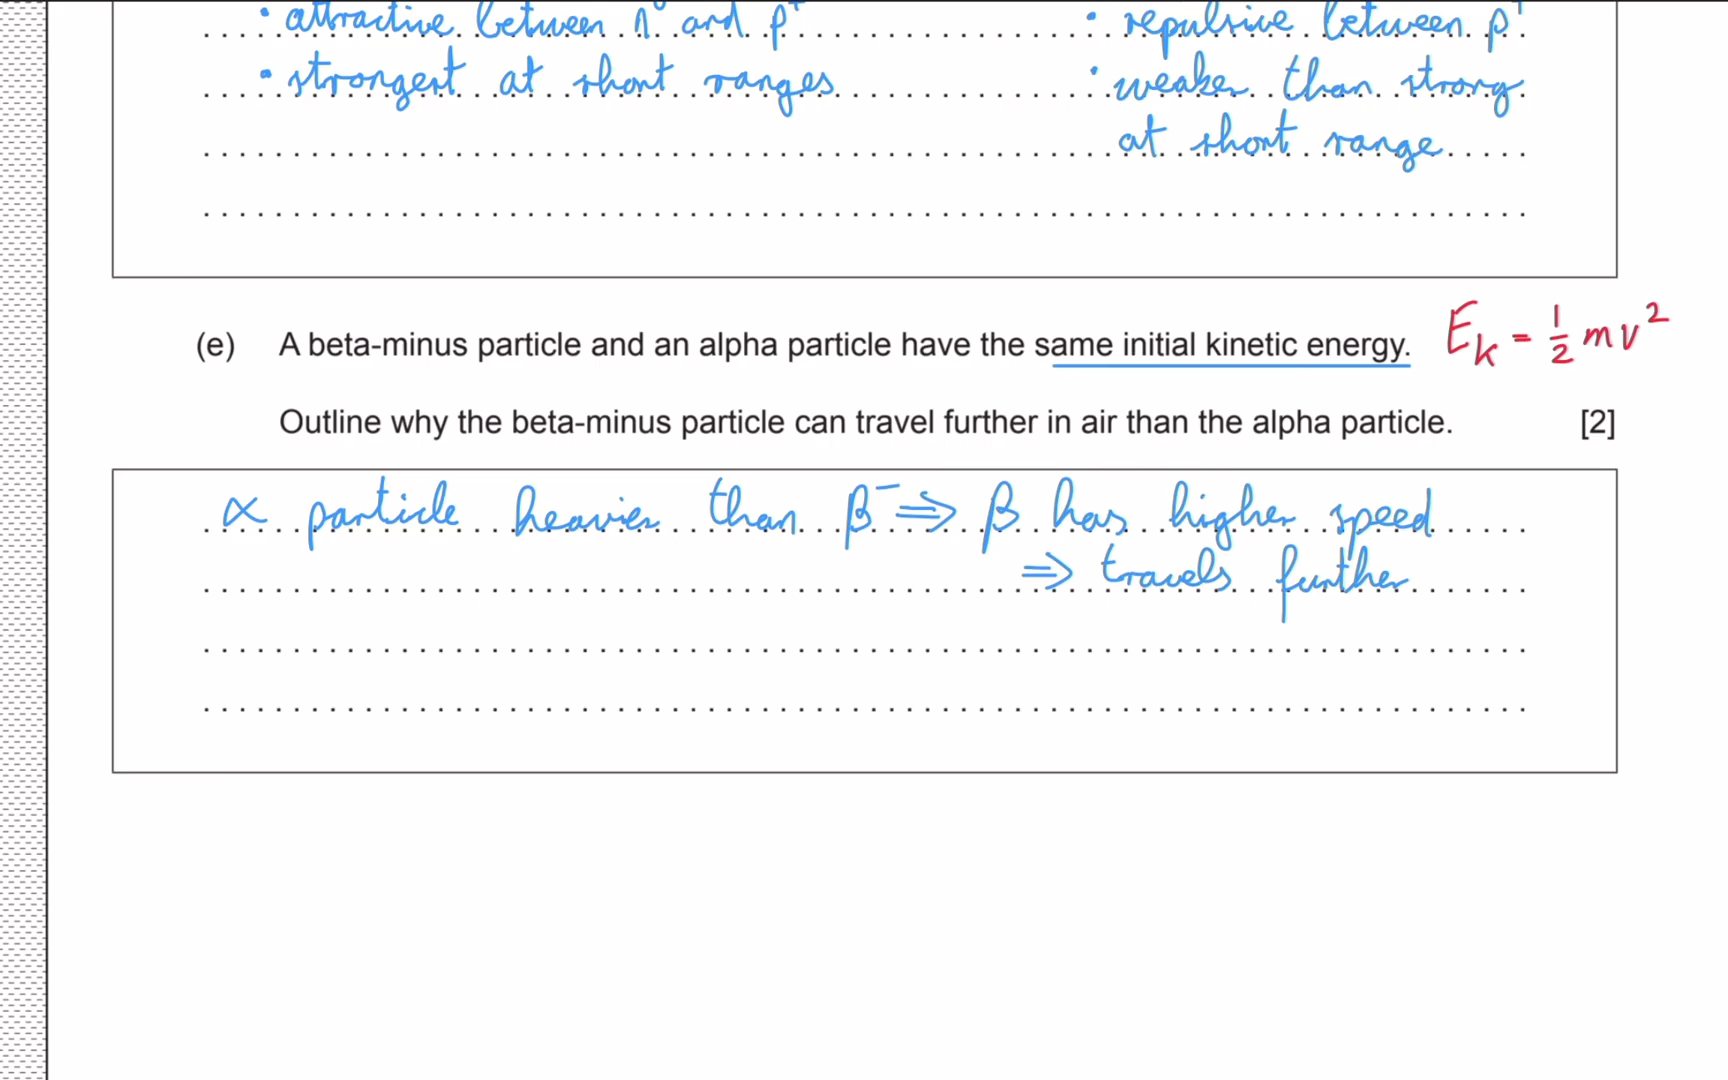 • attractive between n⁰ and p⁺ • repulsive between p⁺
• strongest at short ranges • weaker than strong
at short range
(e) A beta-minus particle and an alpha particle have the same initial kinetic energy. Eₖ = ½ mv²
Outline why the beta-minus particle can travel further in air than the alpha particle. [2]
α particle heavier than β⁻ ⇒ β has higher speed
⇒ travels further